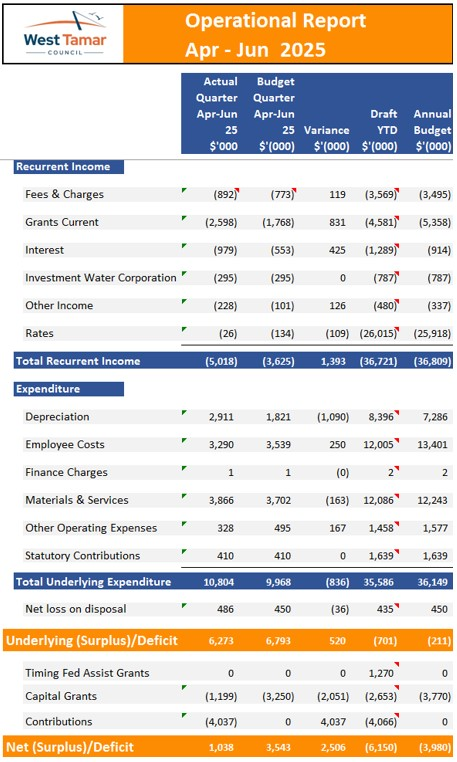 West Tamar
COUNCIL
Operational Report
Apr - Jun 2025
Actual Quarter Apr-Jun 25 $'000 Budget Quarter Apr-Jun 25 $'(000) Variance $'(000) Draft YTD $'(000) Annual Budget $'(000)
Recurrent Income
Fees & Charges (892) (773) 119 (3,569) (3,495)
Grants Current (2,598) (1,768) 831 (4,581) (5,358)
Interest (979) (553) 425 (1,289) (914)
Investment Water Corporation (295) (295) 0 (787) (787)
Other Income (228) (101) 126 (480) (337)
Rates (26) (134) (109) (26,015) (25,918)
Total Recurrent Income (5,018) (3,625) 1,393 (36,721) (36,809)
Expenditure
Depreciation 2,911 1,821 (1,090) 8,396 7,286
Employee Costs 3,290 3,539 250 12,005 13,401
Finance Charges 1 1 (0) 2 2
Materials & Services 3,866 3,702 (163) 12,086 12,243
Other Operating Expenses 328 495 167 1,458 1,577
Statutory Contributions 410 410 0 1,639 1,639
Total Underlying Expenditure 10,804 9,968 (836) 35,586 36,149
Net loss on disposal 486 450 (36) 435 450
Underlying (Surplus)/Deficit 6,273 6,793 520 (701) (211)
Timing Fed Assist Grants 0 0 0 1,270 0
Capital Grants (1,199) (3,250) (2,051) (2,653) (3,770)
Contributions (4,037) 0 4,037 (4,066) 0
Net (Surplus)/Deficit 1,038 3,543 2,506 (6,150) (3,980)